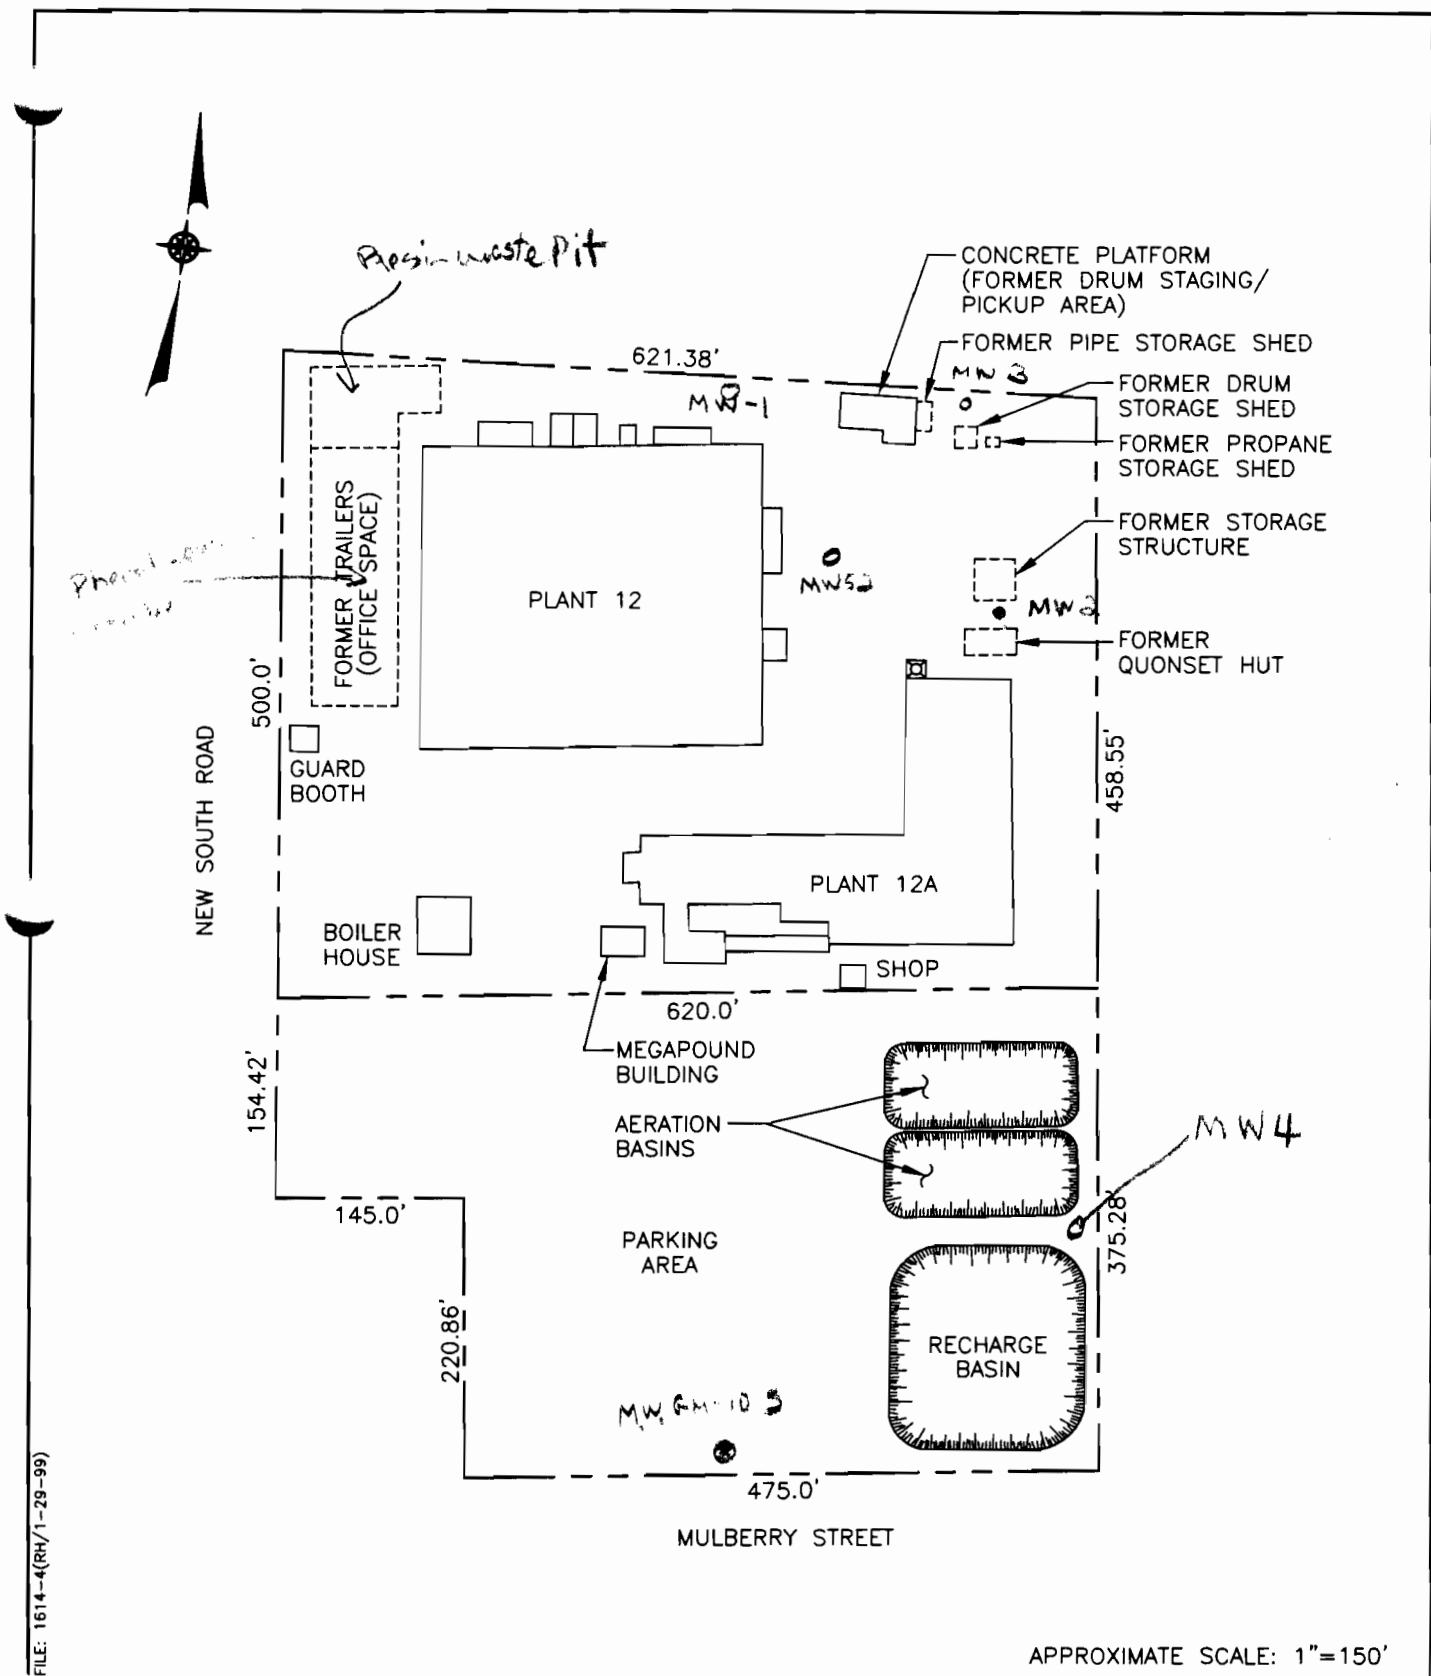 Resin waste Pit
CONCRETE PLATFORM
(FORMER DRUM STAGING/
PICKUP AREA)
621.38'
FORMER PIPE STORAGE SHED
MW 3
MW-1
FORMER DRUM
STORAGE SHED
FORMER PROPANE
STORAGE SHED
FORMER TRAILERS
(OFFICE SPACE)
FORMER STORAGE
STRUCTURE
MW52
PLANT 12
MW2
FORMER
QUONSET HUT
500.0'
NEW SOUTH ROAD
GUARD
BOOTH
458.55'
PLANT 12A
BOILER
HOUSE
SHOP
620.0'
MEGAPOUND
BUILDING
154.42'
AERATION
BASINS
MW4
145.0'
375.28'
PARKING
AREA
220.86'
RECHARGE
BASIN
MW
475.0'
MULBERRY STREET
FILE: 1614-4(RH/1-29-99)
APPROXIMATE SCALE: 1"=150'